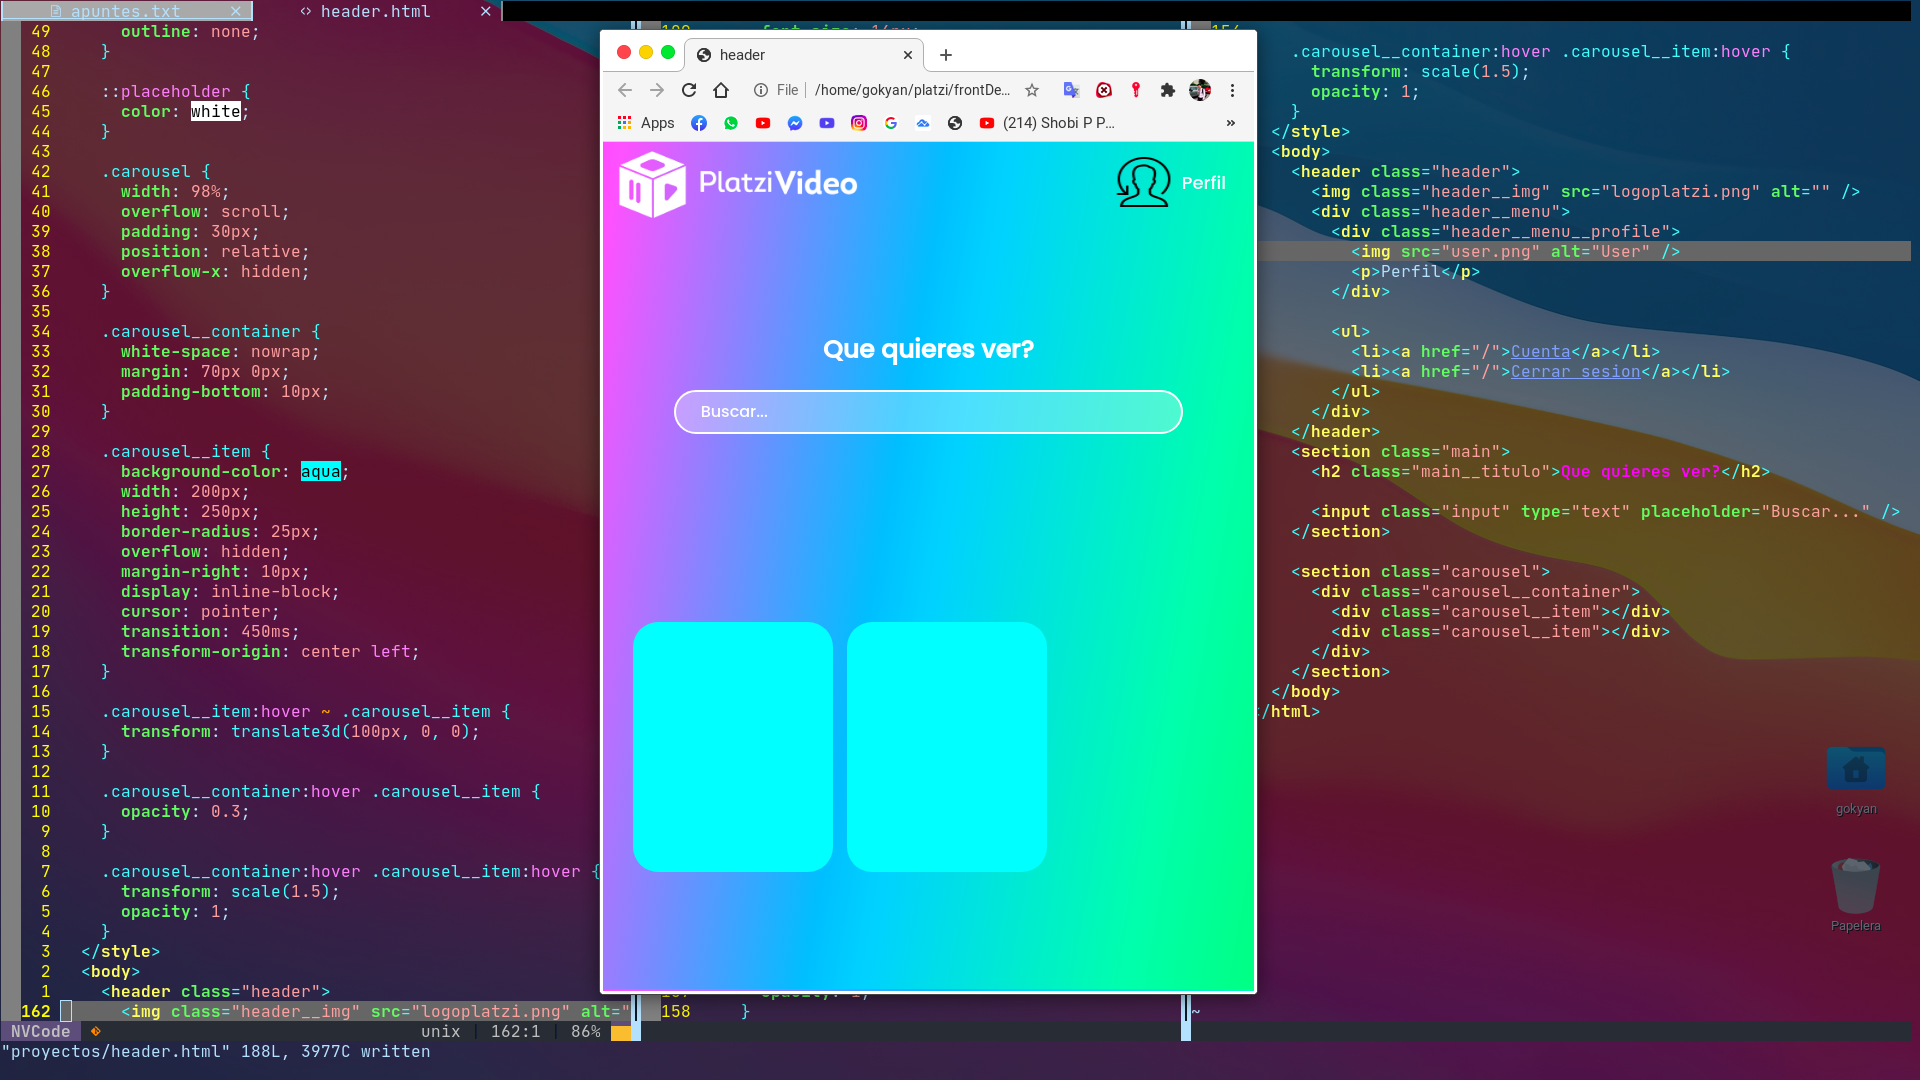 apuntes.txt × <> header.html ×
49 outline: none;
48 }
47
46 ::placeholder {
45 color: white;
44 }
43
42 .carousel {
41 width: 98%;
40 overflow: scroll;
39 padding: 30px;
38 position: relative;
37 overflow-x: hidden;
36 }
35
34 .carousel__container {
33 white-space: nowrap;
32 margin: 70px 0px;
31 padding-bottom: 10px;
30 }
29
28 .carousel__item {
27 background-color: aqua;
26 width: 200px;
25 height: 250px;
24 border-radius: 25px;
23 overflow: hidden;
22 margin-right: 10px;
21 display: inline-block;
20 cursor: pointer;
19 transition: 450ms;
18 transform-origin: center left;
17 }
16
15 .carousel__item:hover ~ .carousel__item {
14 transform: translate3d(100px, 0, 0);
13 }
12
11 .carousel__container:hover .carousel__item {
10 opacity: 0.3;
9 }
8
7 .carousel__container:hover .carousel__item:hover {
6 transform: scale(1.5);
5 opacity: 1;
4 }
3 </style>
2 <body>
1 <header class="header">
162 <img class="header__img" src="logoplatzi.png" alt="
NVCode unix | 162:1 | 86%
"proyectos/header.html" 188L, 3977C written
158 }
header × +
File /home/gokyan/platzi/frontDe...
Apps (214) Shobi P P... »
PlatziVideo Perfil
Que quieres ver?
Buscar...
.carousel__container:hover .carousel__item:hover {
transform: scale(1.5);
opacity: 1;
}
</style>
<body>
<header class="header">
<img class="header__img" src="logoplatzi.png" alt="" />
<div class="header__menu">
<div class="header__menu__profile">
<img src="user.png" alt="User" />
<p>Perfil</p>
</div>
<ul>
<li><a href="/">Cuenta</a></li>
<li><a href="/">Cerrar sesion</a></li>
</ul>
</div>
</header>
<section class="main">
<h2 class="main__titulo">Que quieres ver?</h2>
<input class="input" type="text" placeholder="Buscar..." />
</section>
<section class="carousel">
<div class="carousel__container">
<div class="carousel__item"></div>
<div class="carousel__item"></div>
</div>
</section>
</body>
/html>
~
gokyan
Papelera